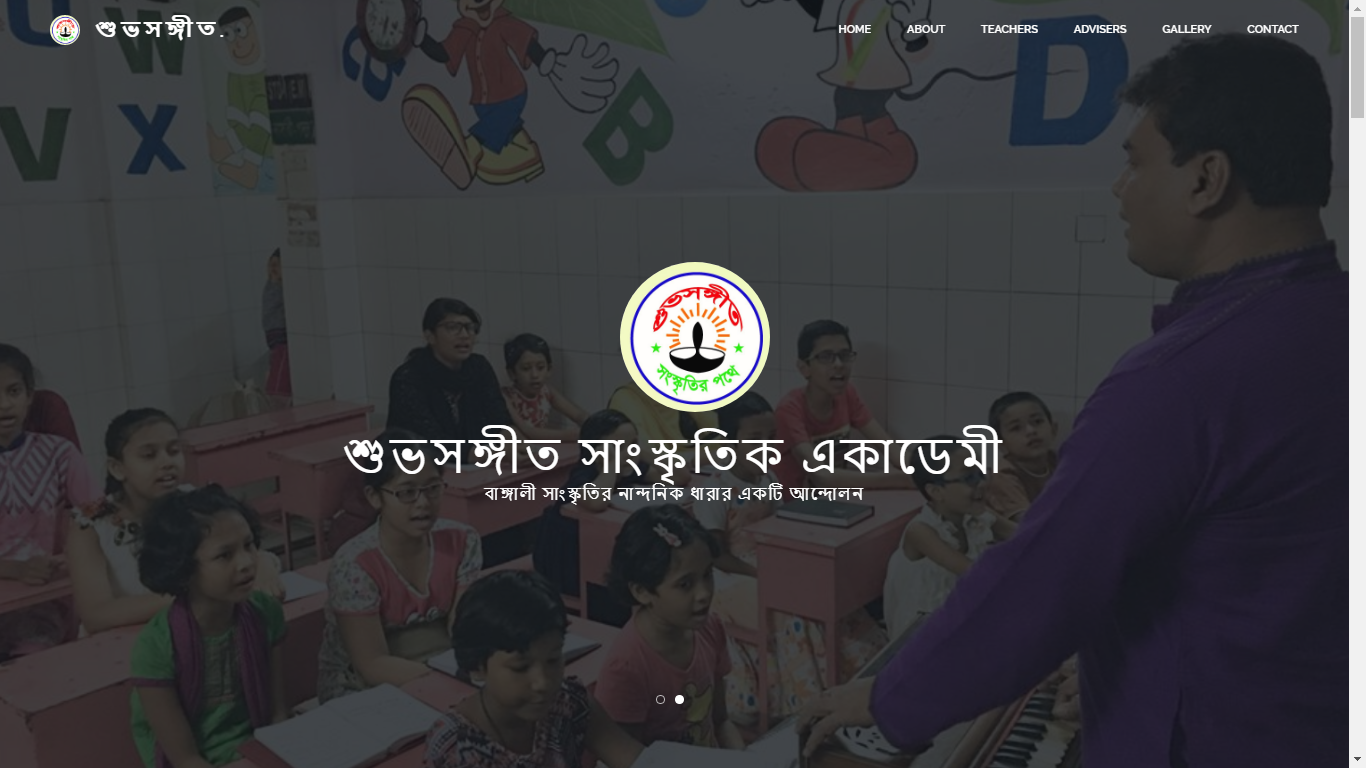 শুভসঙ্গীত.
HOME ABOUT TEACHERS ADVISERS GALLERY CONTACT
W
V X
B
D
শুভসঙ্গীত
সংস্কৃতির পথে
শুভসঙ্গীত সাংস্কৃতিক একাডেমী
বাঙ্গালী সাংস্কৃতির নান্দনিক ধারার একটি আন্দোলন